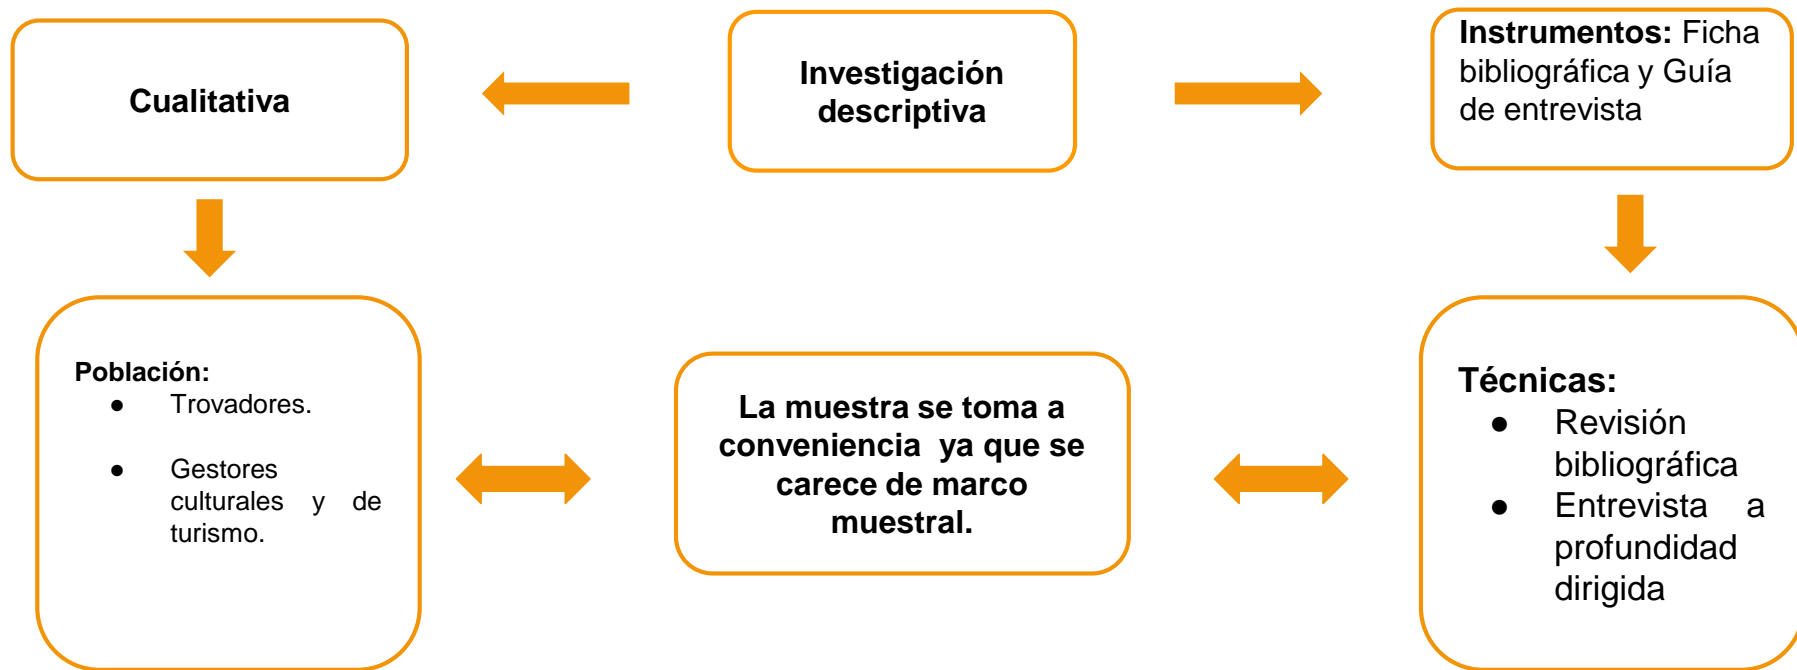 Cualitativa
Investigación
descriptiva
Instrumentos: Ficha
bibliográfica y Guía
de entrevista
Población:
● Trovadores.
● Gestores
culturales y de
turismo.
La muestra se toma a
conveniencia ya que se
carece de marco
muestral.
Técnicas:
● Revisión
bibliográfica
● Entrevista a
profundidad
dirigida